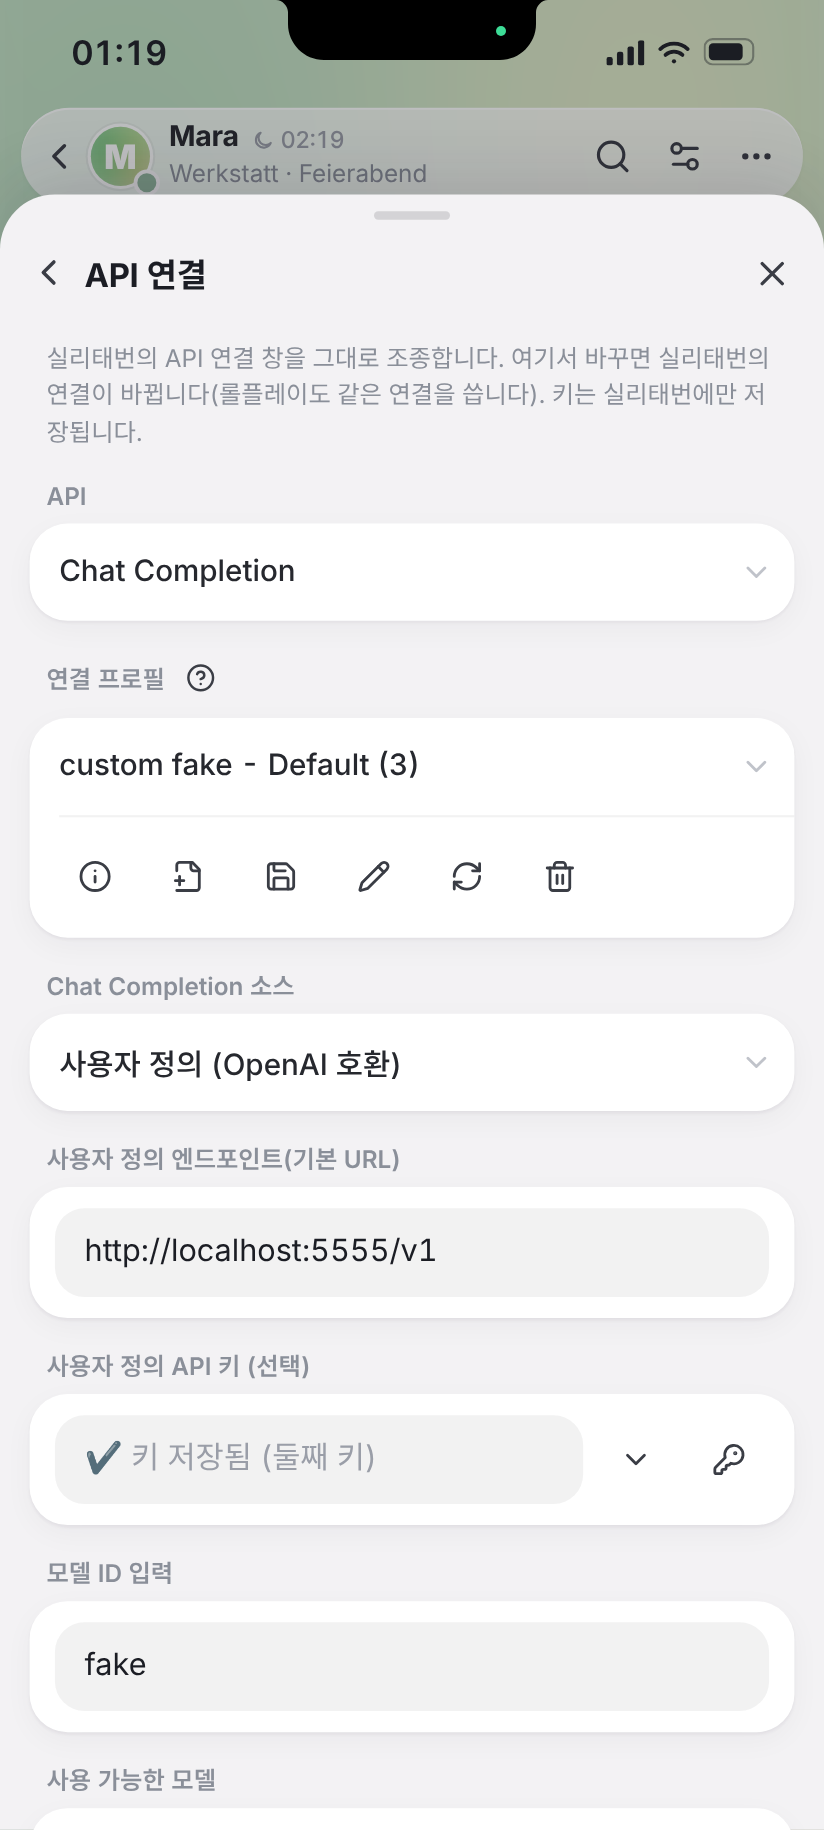 01:19
M
Mara 02:19
Werkstatt · Feierabend
API 연결
실리태번의 API 연결 창을 그대로 조종합니다. 여기서 바꾸면 실리태번의
연결이 바뀝니다(롤플레이도 같은 연결을 씁니다). 키는 실리태번에만 저
장됩니다.
API
Chat Completion
연결 프로필
custom fake - Default (3)
Chat Completion 소스
사용자 정의 (OpenAI 호환)
사용자 정의 엔드포인트(기본 URL)
http://localhost:5555/v1
사용자 정의 API 키 (선택)
✔️ 키 저장됨 (둘째 키)
모델 ID 입력
fake
사용 가능한 모델